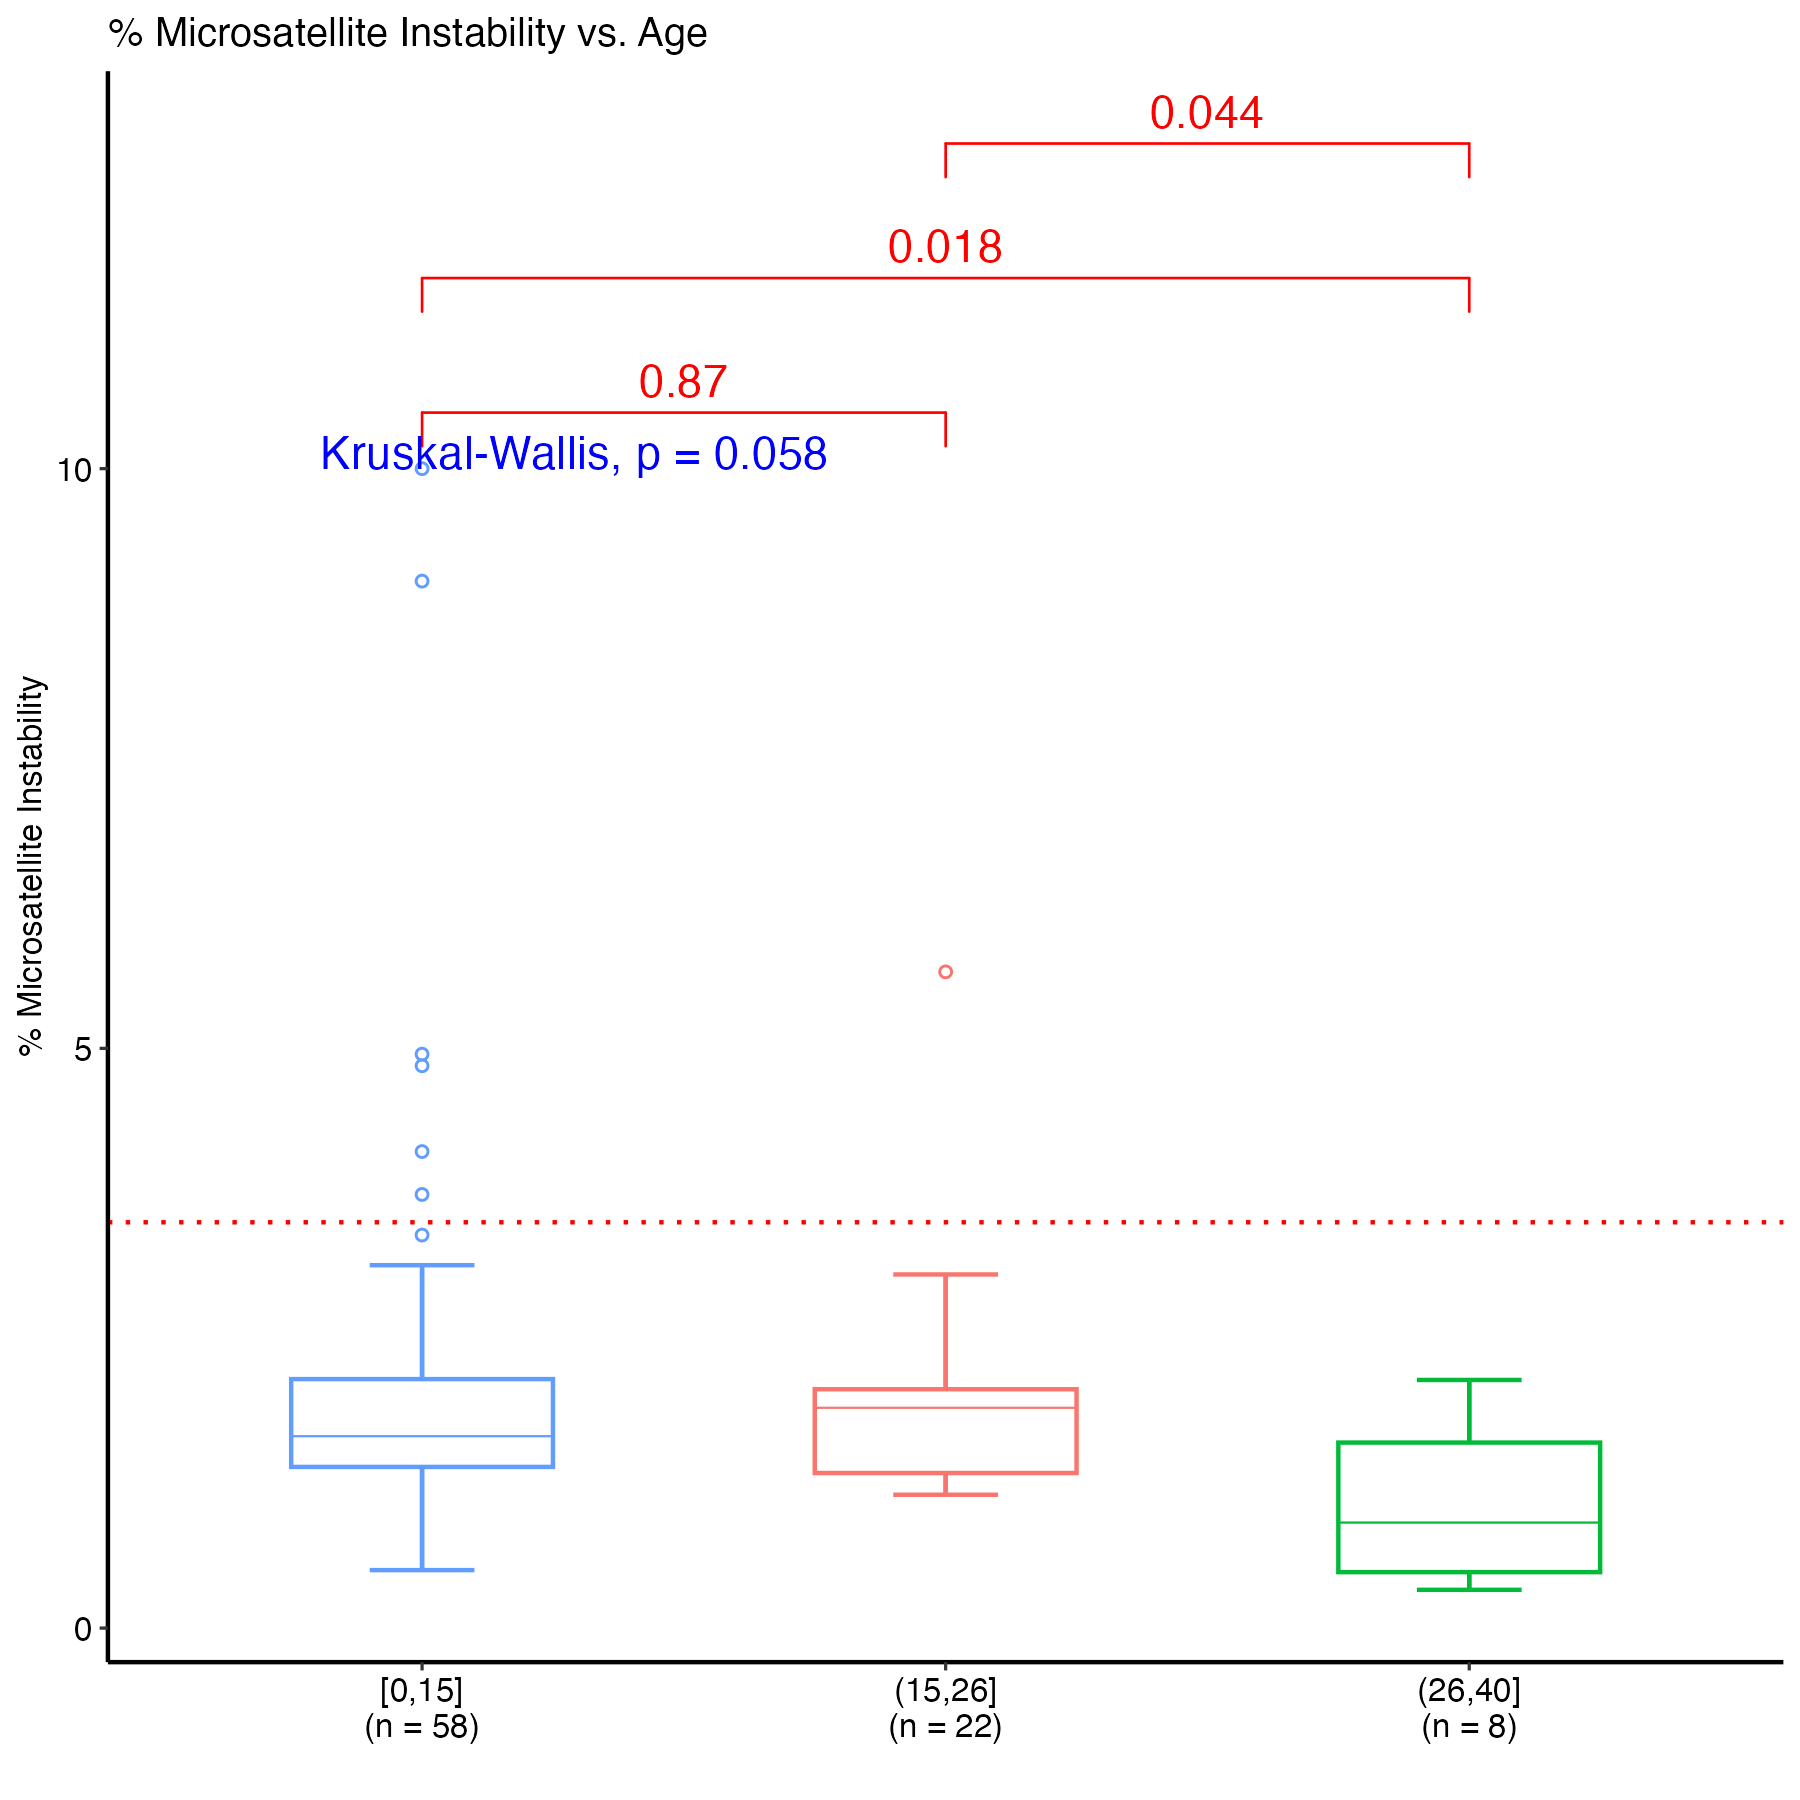 % Microsatellite Instability vs. Age
0.044
0.018
0.87
Kruskal-Wallis, p = 0.058
10
5
0
% Microsatellite Instability
[0,15]
(n = 58)
(15,26]
(n = 22)
(26,40]
(n = 8)